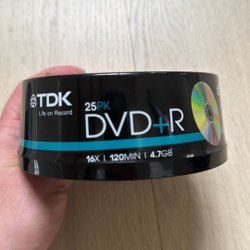 TDK
Life on Record
25PK
DVD+R
16X | 120MIN | 4.7GB